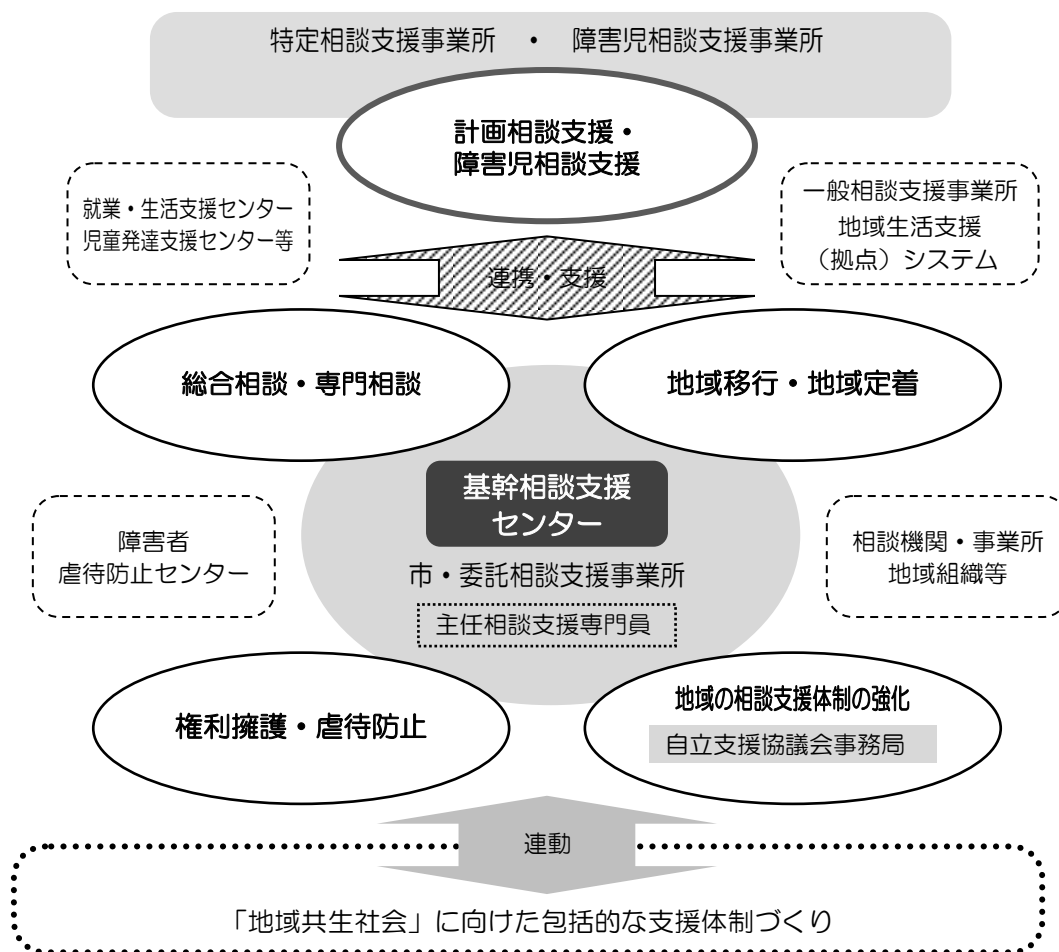 特定相談支援事業所 ・ 障害児相談支援事業所
計画相談支援・
障害児相談支援
就業・生活支援センター
児童発達支援センター等
一般相談支援事業所
地域生活支援
（拠点）システム
連携・支援
総合相談・専門相談
地域移行・地域定着
基幹相談支援
センター
障害者
虐待防止センター
相談機関・事業所
地域組織等
市・委託相談支援事業所
主任相談支援専門員
権利擁護・虐待防止
地域の相談支援体制の強化
自立支援協議会事務局
連動
「地域共生社会」に向けた包括的な支援体制づくり